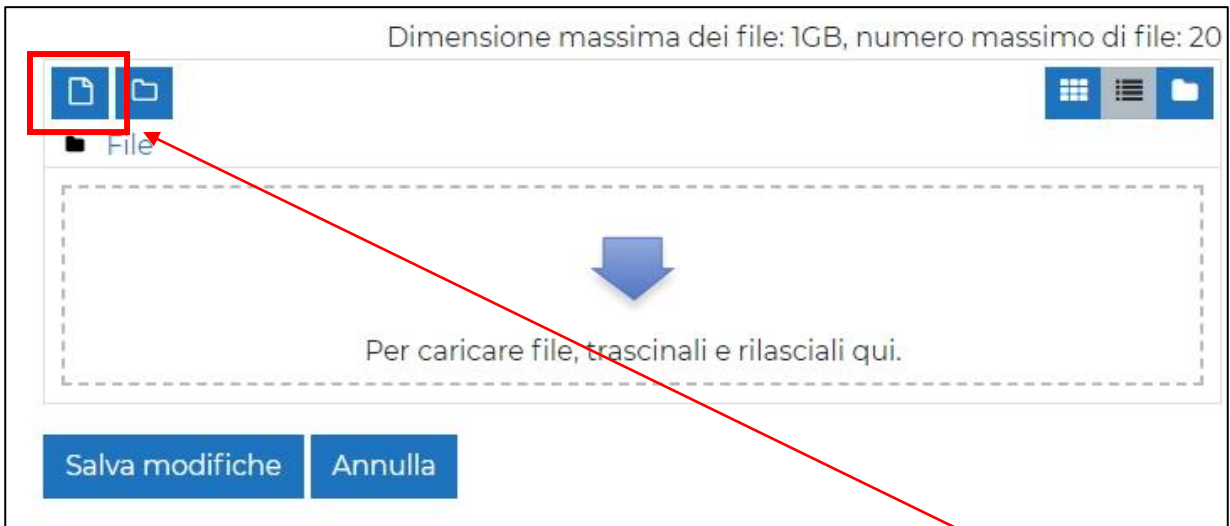 Dimensione massima dei file: 1GB, numero massimo di file: 20
File
Per caricare file, trascinali e rilasciali qui.
Salva modifiche Annulla